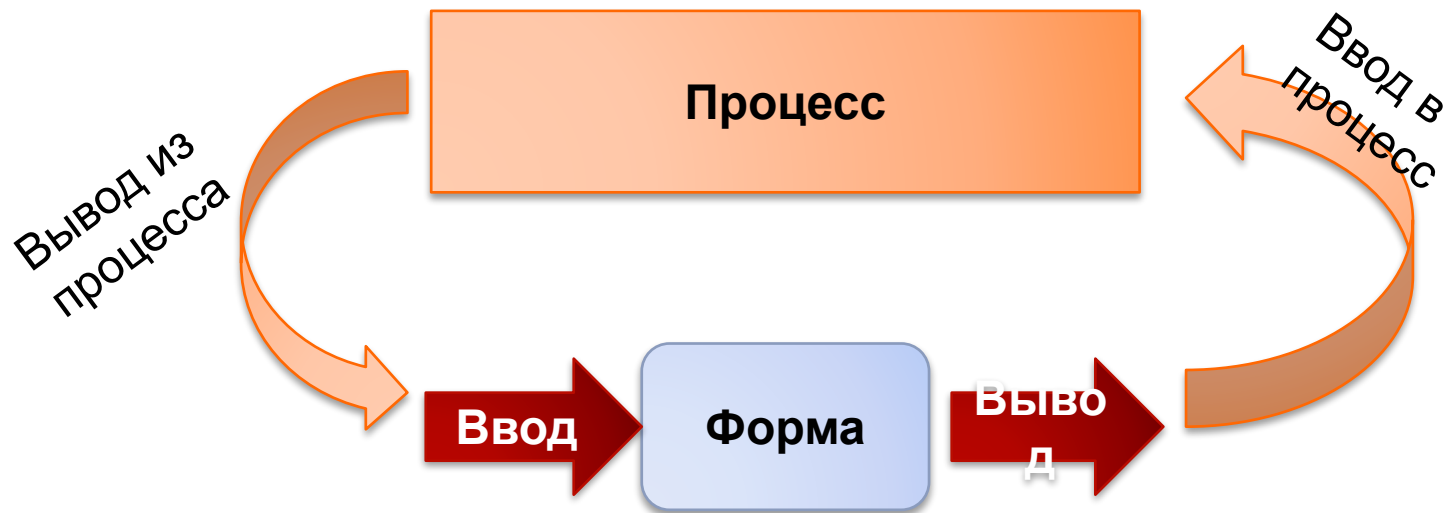 Процесс
Ввод в
процесс
Вывод из
процесса
Ввод
Форма
Выво
д